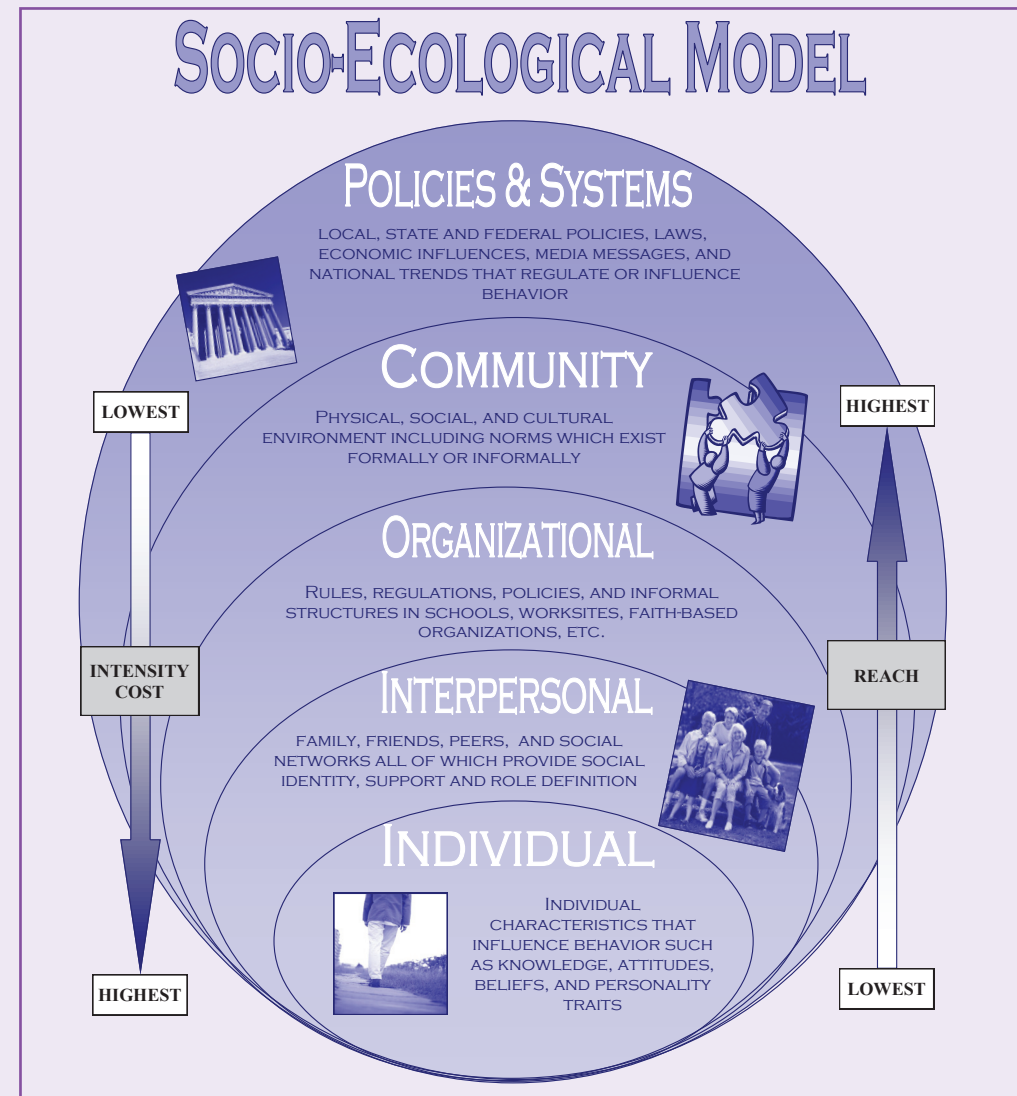 Socio-Ecological Model
Policies & Systems
local, state and federal policies, laws,
economic influences, media messages, and
national trends that regulate or influence
behavior
Community
Physical, social, and cultural
environment including norms which exist
formally or informally
LOWEST
HIGHEST
Organizational
Rules, regulations, policies, and informal
structures in schools, worksites, faith-based
organizations, etc.
INTENSITY
COST
REACH
Interpersonal
family, friends, peers, and social
networks all of which provide social
identity, support and role definition
Individual
Individual
characteristics that
influence behavior such
as knowledge, attitudes,
beliefs, and personality
traits
HIGHEST
LOWEST